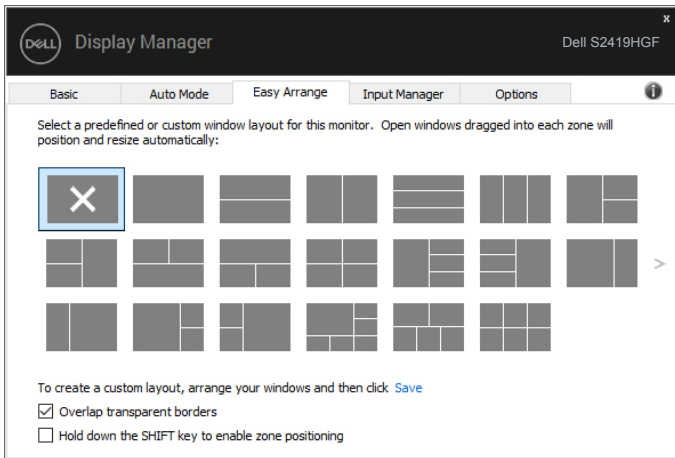 x
DELL Display Manager Dell S2419HGF
Basic Auto Mode Easy Arrange Input Manager Options
Select a predefined or custom window layout for this monitor. Open windows dragged into each zone will
position and resize automatically:
To create a custom layout, arrange your windows and then click Save
Overlap transparent borders
Hold down the SHIFT key to enable zone positioning